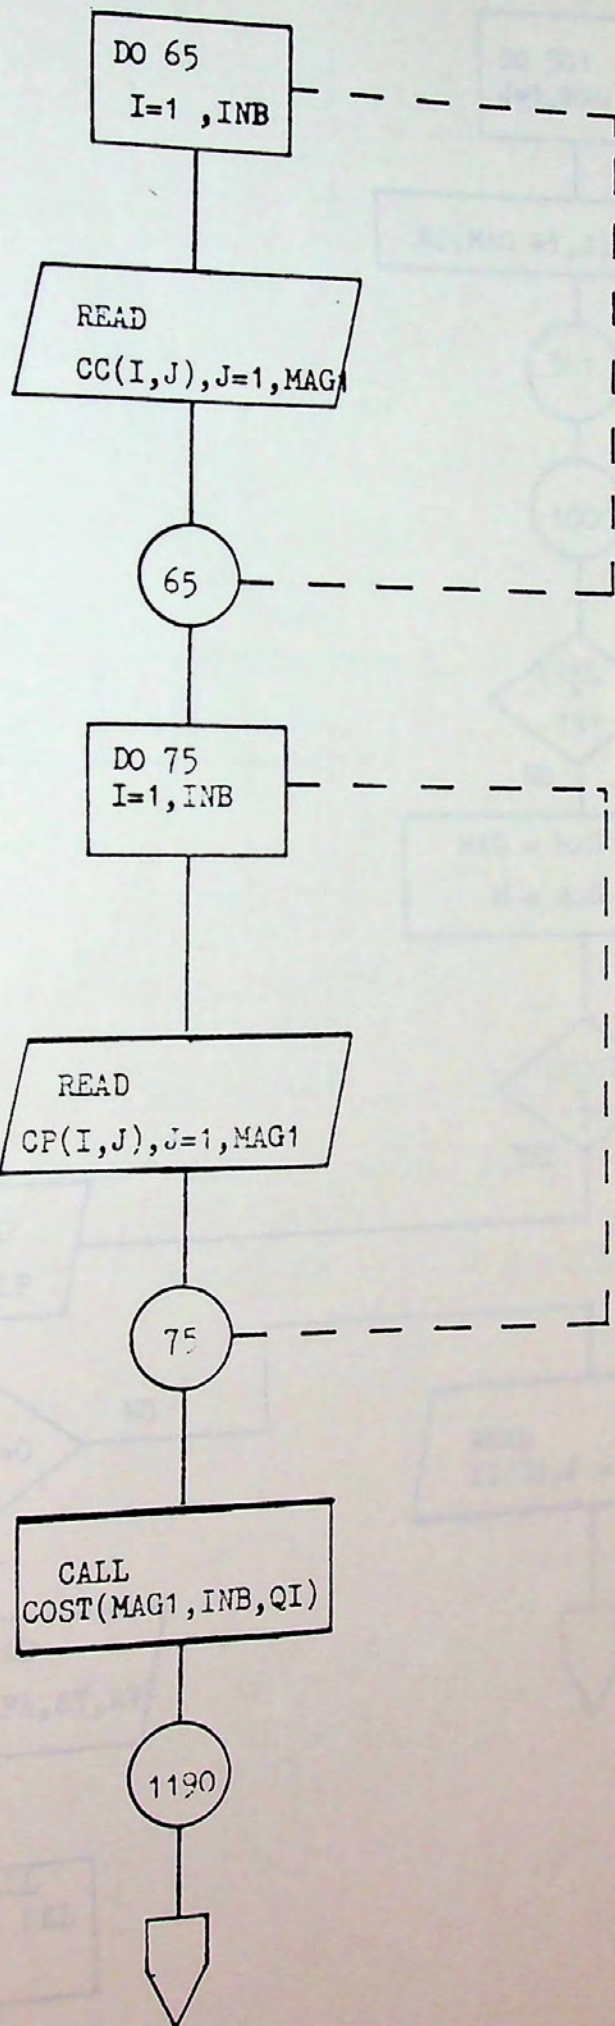 DO 65
I=1 ,INB
READ
CC(I,J),J=1,MAG1
65
DO 75
I=1,INB
READ
CP(I,J),J=1,MAG1
75
CALL
COST(MAG1,INB,QI)
1190